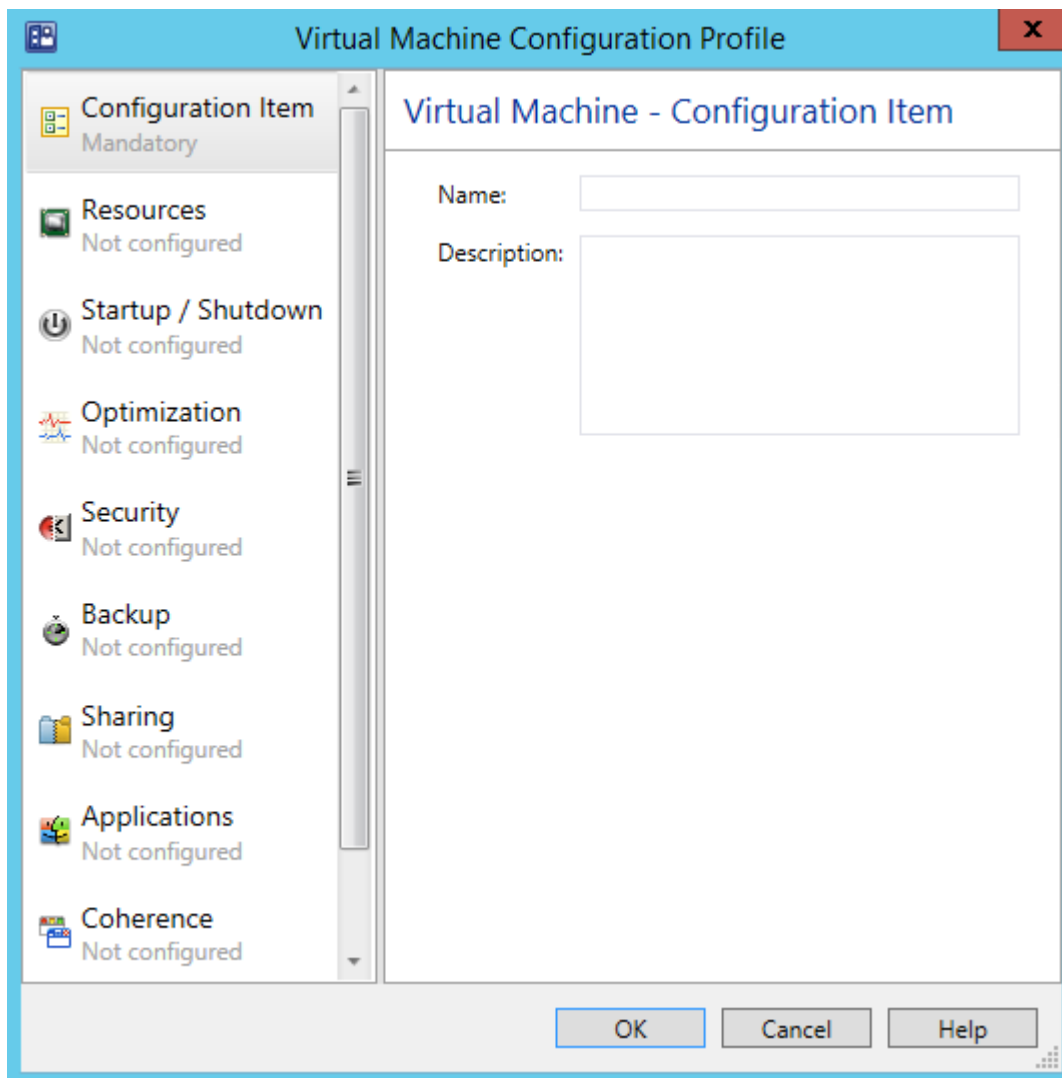 Virtual Machine Configuration Profile
x
Configuration Item
Mandatory
Resources
Not configured
Startup / Shutdown
Not configured
Optimization
Not configured
Security
Not configured
Backup
Not configured
Sharing
Not configured
Applications
Not configured
Coherence
Not configured
Virtual Machine - Configuration Item
Name:
Description:
OK
Cancel
Help